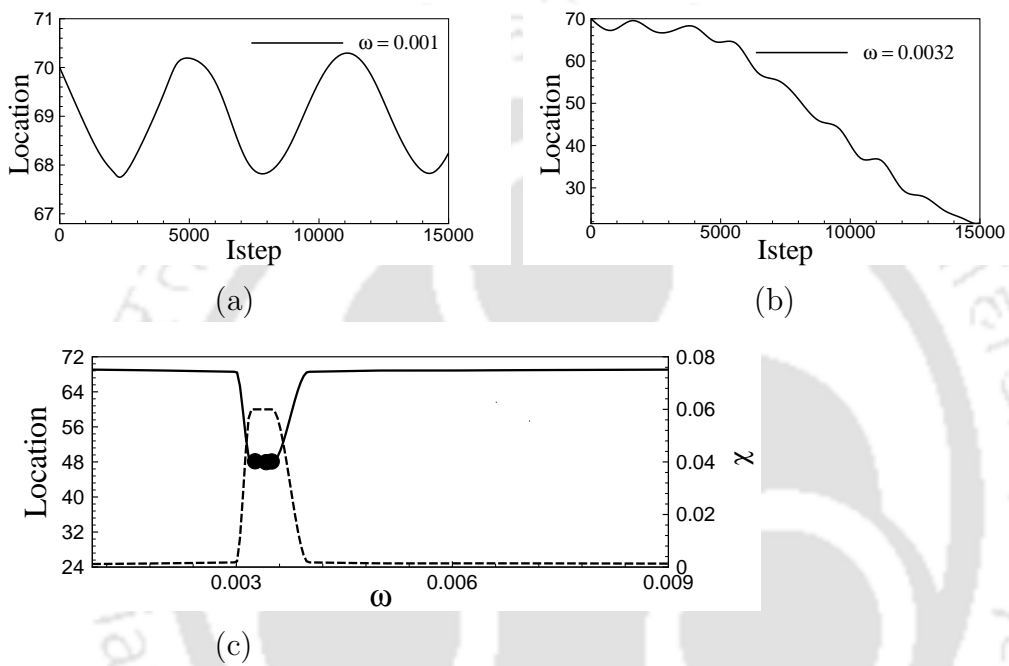 71
70
69
68
67
ω = 0.001
Location
0 5000 10000 15000
Istep
(a)
70
60
50
40
30
ω = 0.0032
Location
0 5000 10000 15000
Istep
(b)
72
64
56
48
40
32
24
Location
0.08
0.06
0.04
0.02
0
χ
0.003 0.006 0.009
ω
(c)